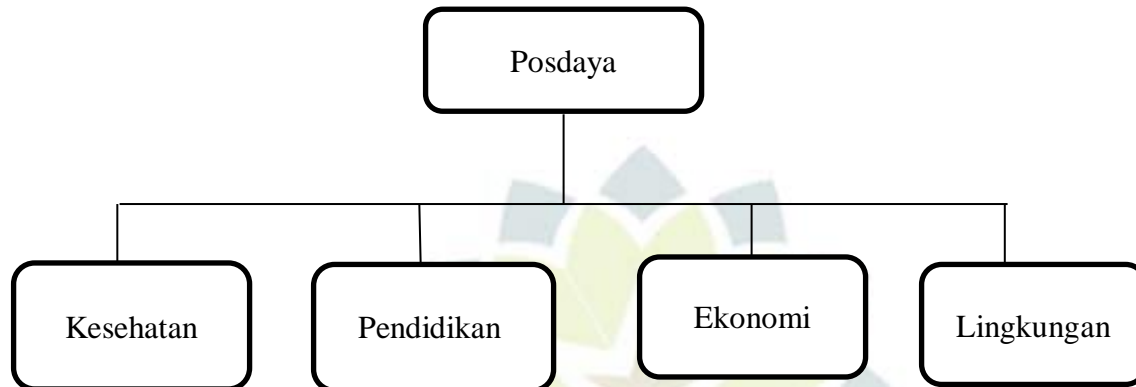 Posdaya
Kesehatan
Pendidikan
Ekonomi
Lingkungan